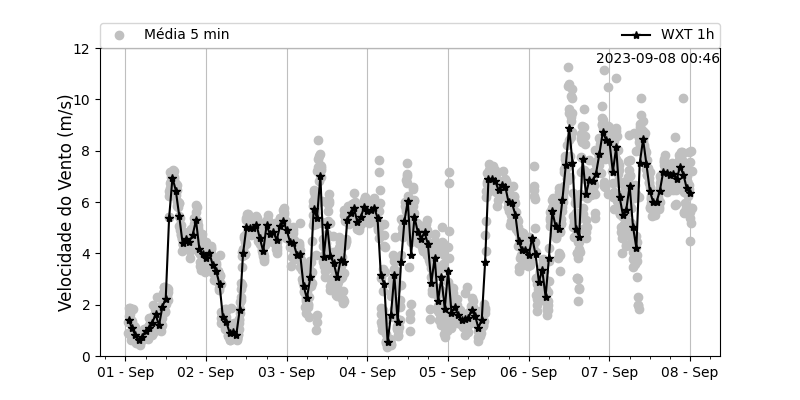 Média 5 min
WXT 1h
2023-09-08 00:46
Velocidade do Vento (m/s)
12
10
8
6
4
2
0
01 - Sep
02 - Sep
03 - Sep
04 - Sep
05 - Sep
06 - Sep
07 - Sep
08 - Sep